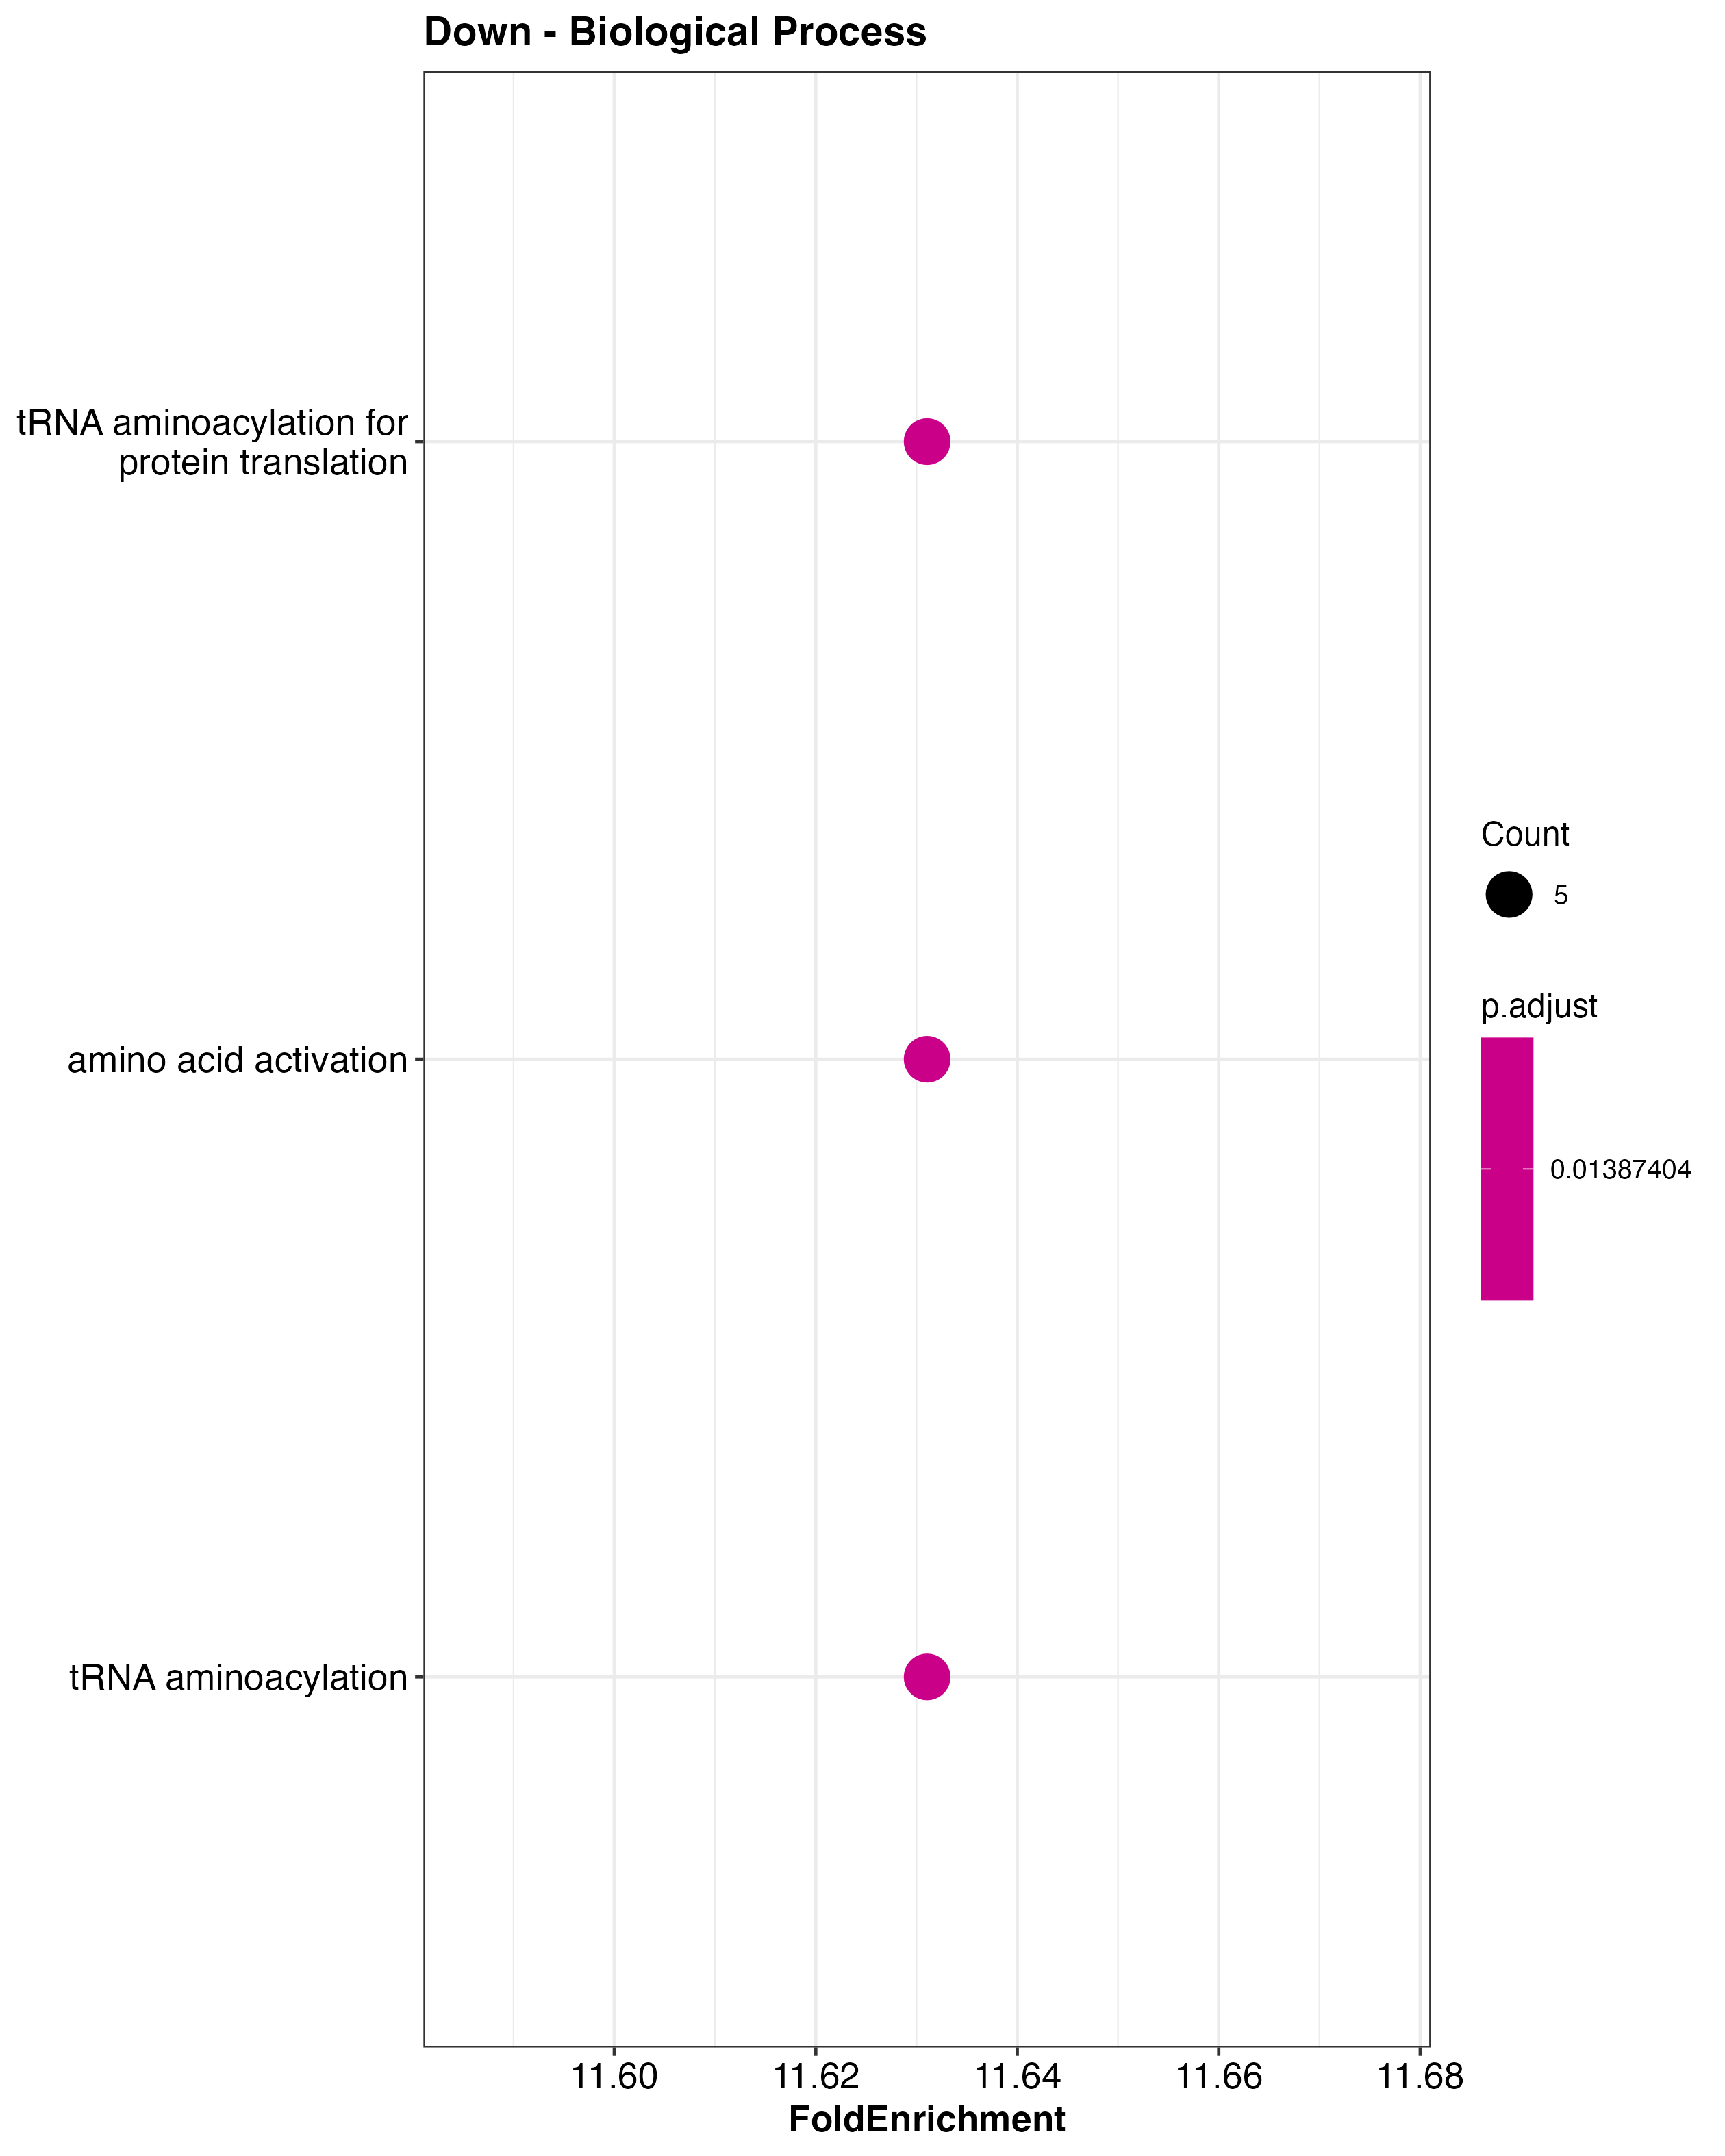 Down - Biological Process
tRNA aminoacylation for
protein translation
amino acid activation
tRNA aminoacylation
11.60
11.62
11.64
11.66
11.68
FoldEnrichment
Count
5
p.adjust
0.01387404